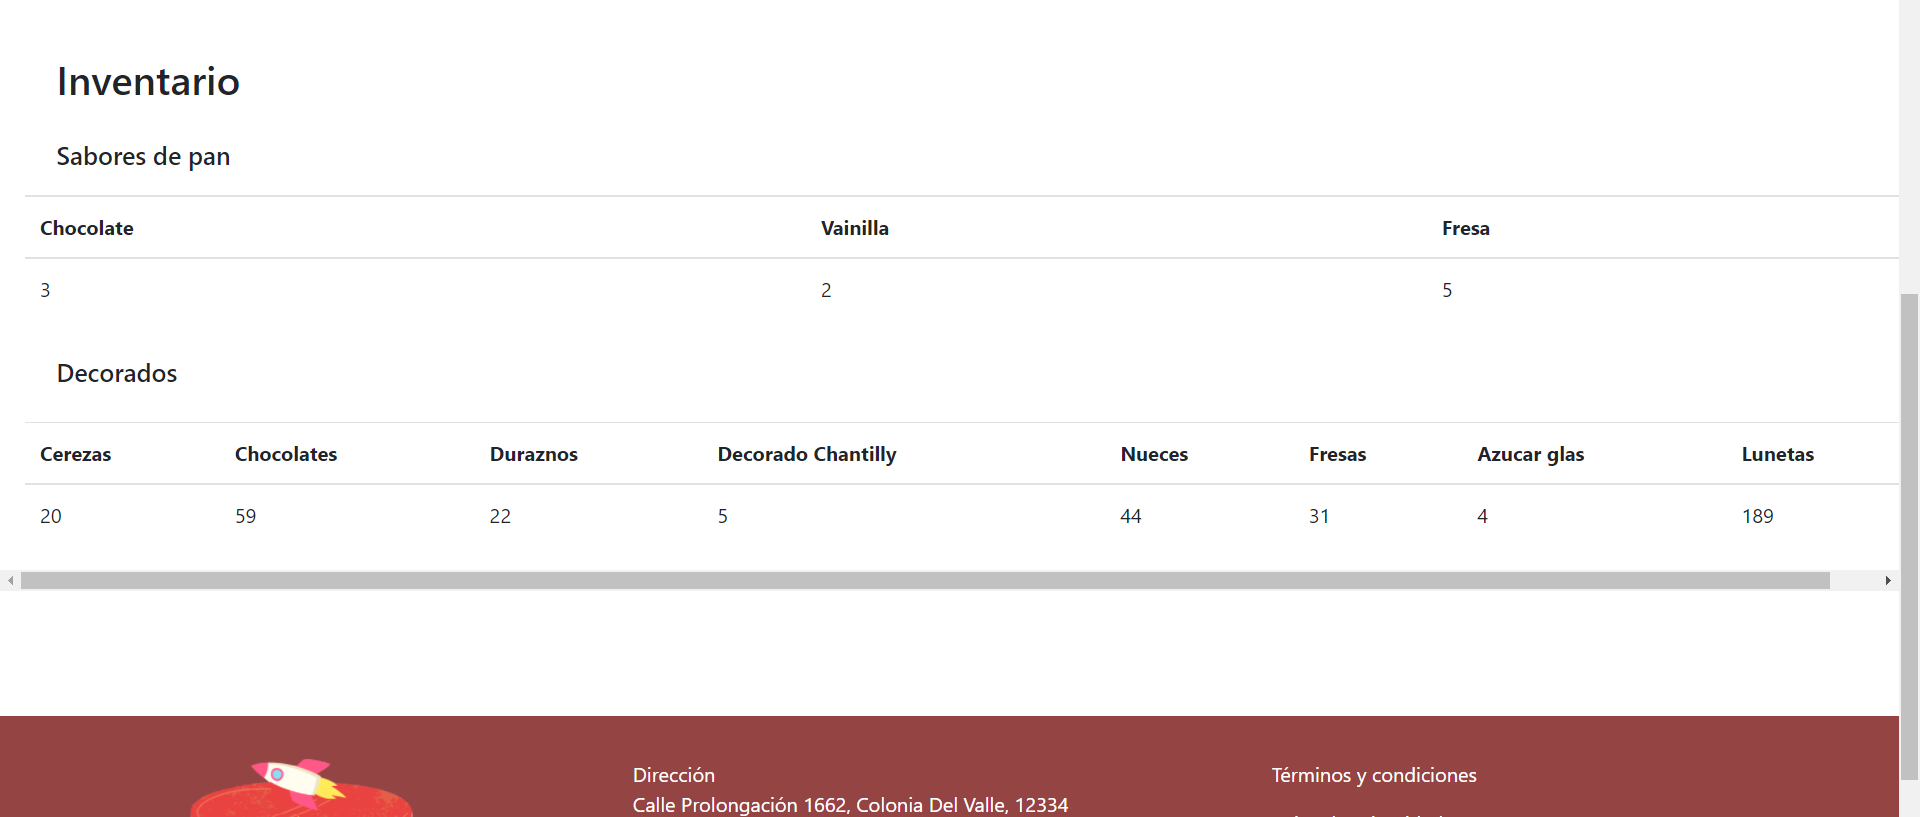 Inventario
Sabores de pan
Chocolate Vainilla Fresa
3 2 5
Decorados
Cerezas Chocolates Duraznos Decorado Chantilly Nueces Fresas Azucar glas Lunetas
20 59 22 5 44 31 4 189
Dirección Términos y condiciones
Calle Prolongación 1662, Colonia Del Valle, 12334